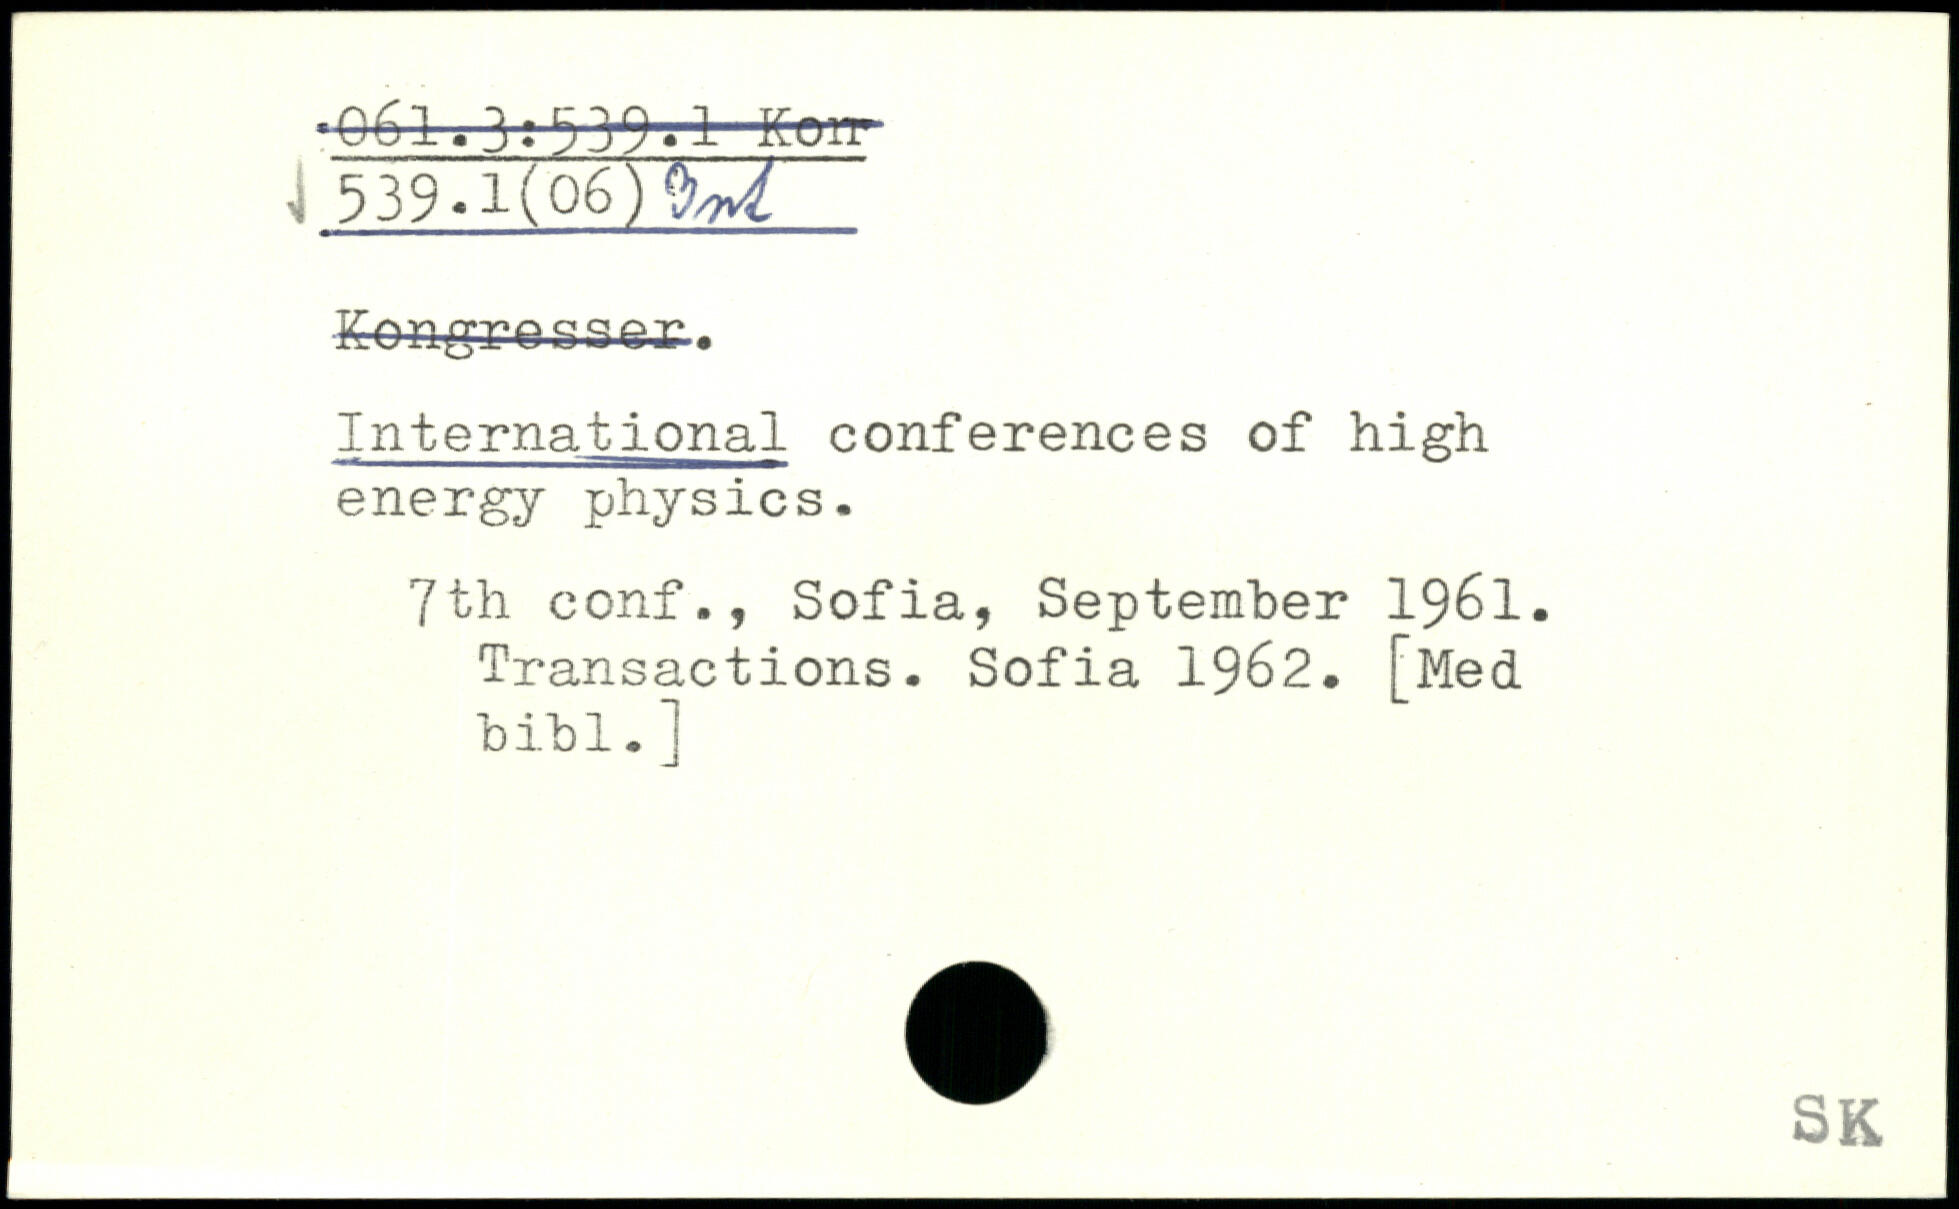 061.3:539.1 Kon
539.1(06) Int
Kongresser.
International conferences of high
energy physics.
7th conf., Sofia, September 1961.
Transactions. Sofia 1962. [Med
bibl.]
SK